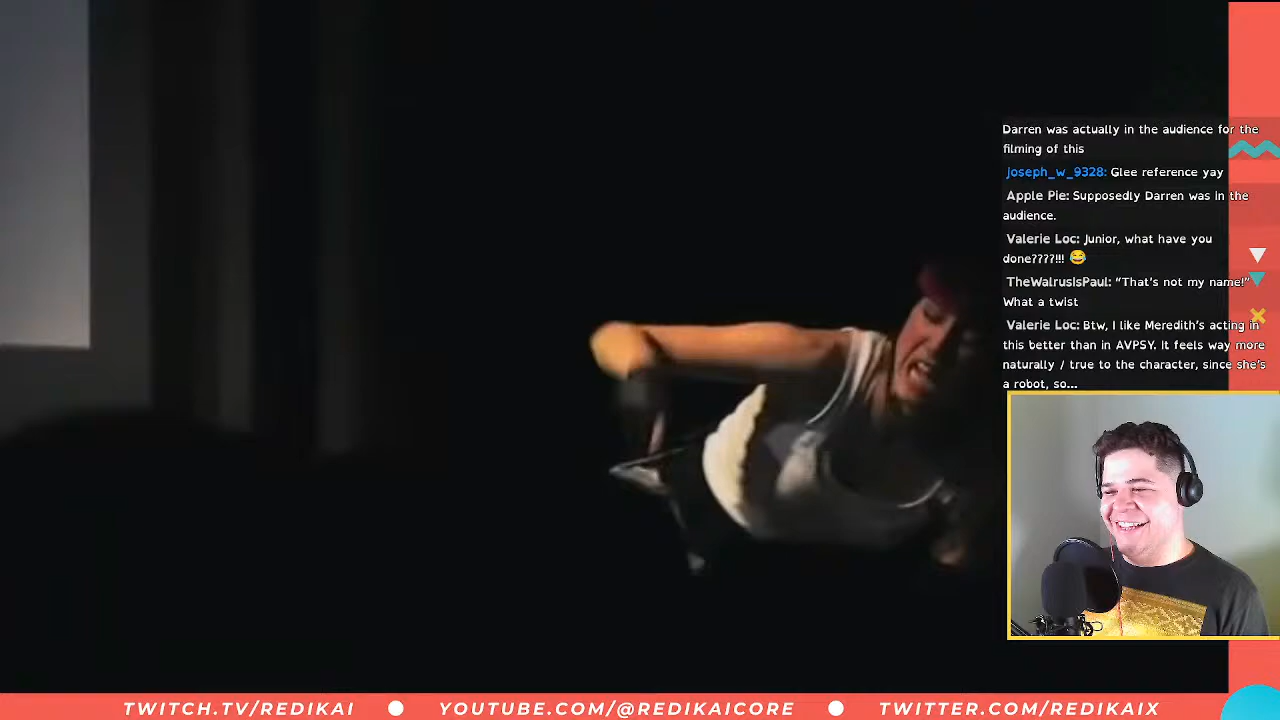 Darren was actually in the audience for the
filming of this
joseph_w_9328: Glee reference yay
Apple Pie: Supposedly Darren was in the
audience.
Valerie Loc: Junior, what have you
done????!!! 😂
TheWalrusIsPaul: “That’s not my name!”
What a twist
Valerie Loc: Btw, I like Meredith’s acting in
this better than in AVPSY. It feels way more
naturally / true to the character, since she’s
a robot, so...
TWITCH.TV/REDIKAI
YOUTUBE.COM/@REDIKAICORE
TWITTER.COM/REDIKAIX